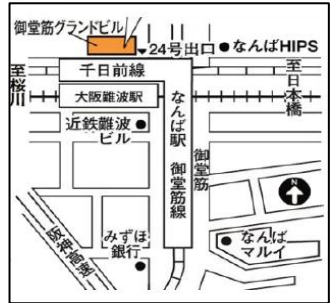 御堂筋グランドビル
24号出口
なんばHIPS
至桜川
千日前線
至日本橋
大阪難波駅
なんば駅 御堂筋線
御堂筋
近鉄難波
ビル
N
阪神高速
みずほ
銀行
なんば
マルイ